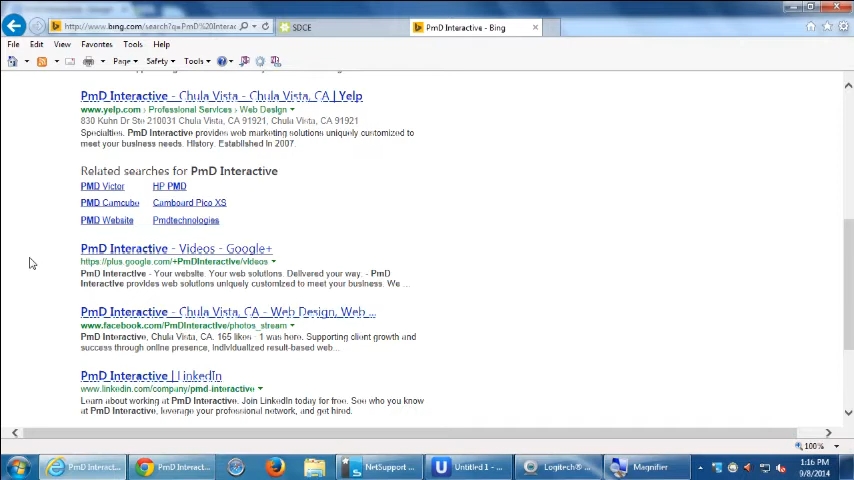 http://www.bing.com/search?q=PmD%20Interac
SDCE
PmD Interactive - Bing
File Edit View Favorites Tools Help
Page Safety Tools
PmD Interactive - Chula Vista - Chula Vista, CA | Yelp
www.yelp.com › Professional Services › Web Design
830 Kuhn Dr Ste 210031 Chula Vista, CA 91921, Chula Vista, CA 91921
Specialties. PmD Interactive provides web marketing solutions uniquely customized to
meet your business needs. History. Established in 2007.
Related searches for PmD Interactive
PMD Victor HP PMD
PMD Camcube Camboard Pico XS
PMD Website Pmdtechnologies
PmD Interactive - Videos - Google+
https://plus.google.com/+PmDInteractive/videos
PmD Interactive - Your website. Your web solutions. Delivered your way. - PmD
Interactive provides web solutions uniquely customized to meet your business needs. We ...
PmD Interactive - Chula Vista, CA - Web Design, Web ...
www.facebook.com/PmDInteractive/photos_stream
PmD Interactive, Chula Vista, CA. 165 likes · 1 was here. Supporting client growth and
success through online presence, individualized result-based web...
PmD Interactive | LinkedIn
www.linkedin.com/company/pmd-interactive
Learn about working at PmD Interactive. Join LinkedIn today for free. See who you know
at PmD Interactive, leverage your professional network, and get hired.
100%
PmD Interact... PmD Interact... NetSupport ... Untitled 1 - ... Logitech® ... Magnifier
1:16 PM
9/8/2014